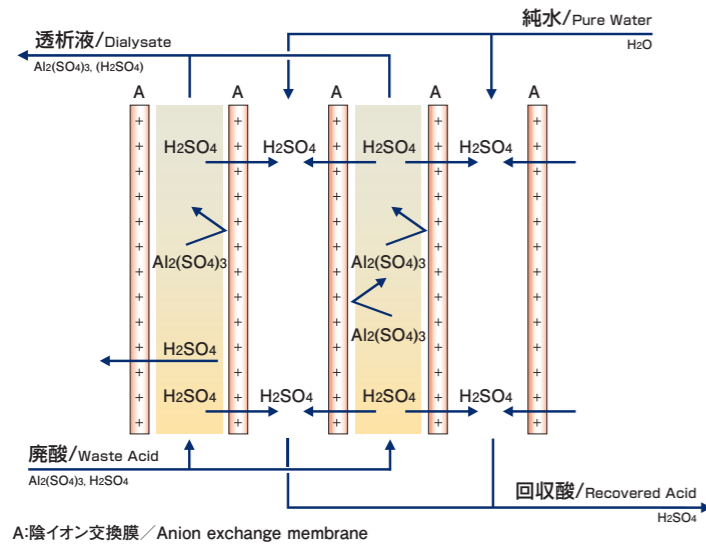 純水/Pure Water
H2O
透析液/Dialysate
Al2(SO4)3, (H2SO4)
A A A A A
H2SO4 H2SO4 H2SO4 H2SO4
Al2(SO4)3 Al2(SO4)3
Al2(SO4)3
H2SO4
H2SO4 H2SO4 H2SO4 H2SO4
廃酸/Waste Acid
Al2(SO4)3, H2SO4
回収酸/Recovered Acid
H2SO4
A:陰イオン交換膜/Anion exchange membrane